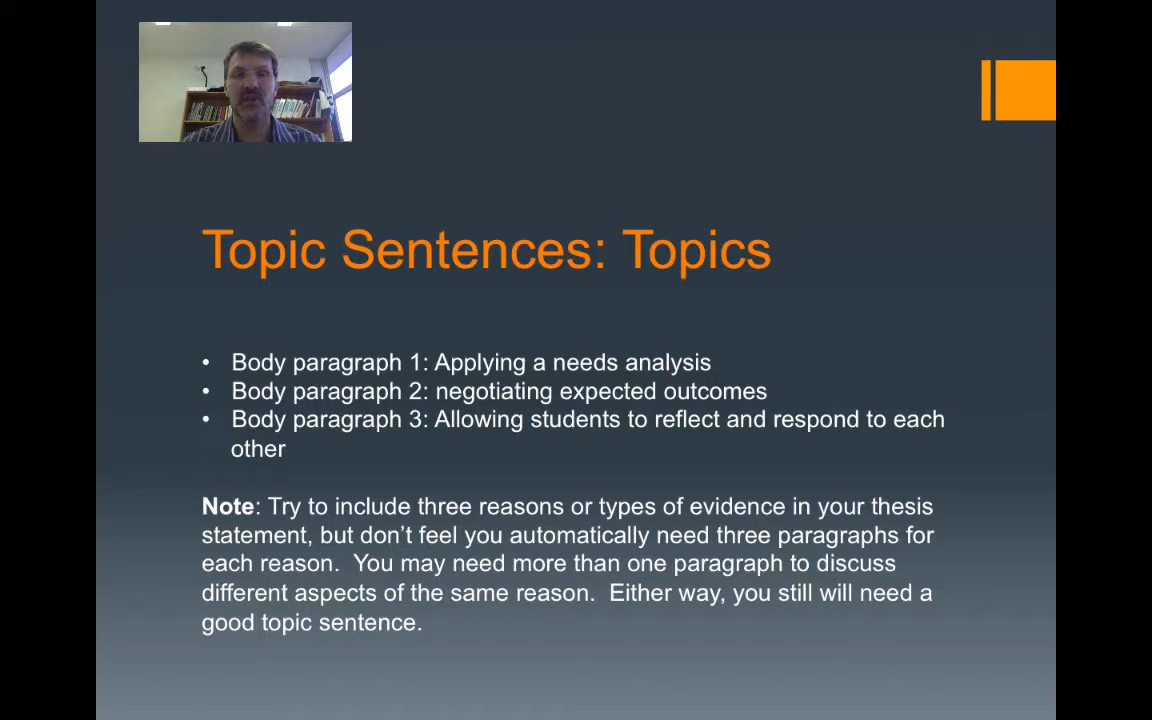 Topic Sentences: Topics
• Body paragraph 1: Applying a needs analysis
• Body paragraph 2: negotiating expected outcomes
• Body paragraph 3: Allowing students to reflect and respond to each
other
Note: Try to include three reasons or types of evidence in your thesis
statement, but don’t feel you automatically need three paragraphs for
each reason.  You may need more than one paragraph to discuss
different aspects of the same reason.  Either way, you still will need a
good topic sentence.